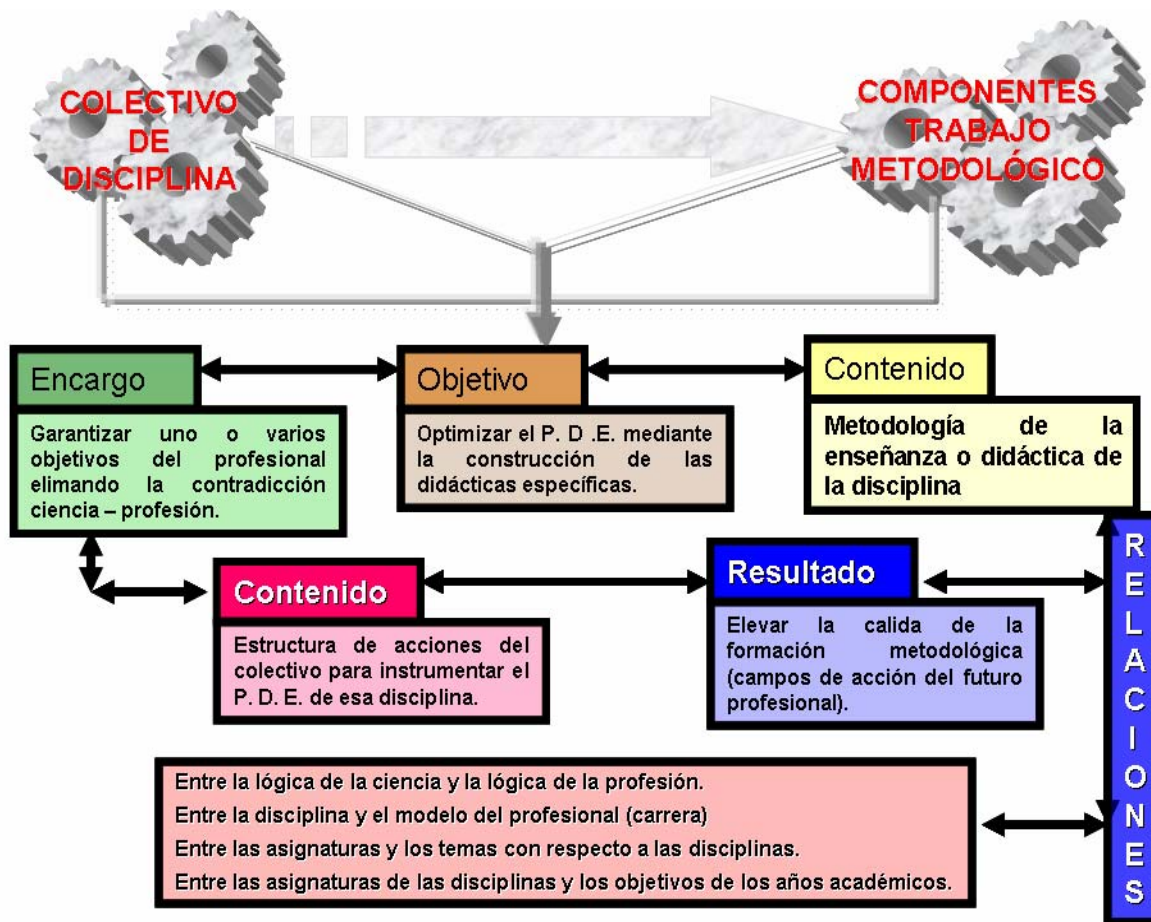 COLECTIVO
DE
DISCIPLINA
COMPONENTES
TRABAJO
METODOLÓGICO
Encargo
Garantizar uno o varios
objetivos del profesional
elimando la contradicción
ciencia – profesión.
Objetivo
Optimizar el P. D .E. mediante
la construcción de las
didácticas específicas.
Contenido
Metodología de la
enseñanza o didáctica de
la disciplina
Contenido
Estructura de acciones del
colectivo para instrumentar el
P. D. E. de esa disciplina.
Resultado
Elevar la calida de la
formación metodológica
(campos de acción del futuro
profesional).
RELACIONES
Entre la lógica de la ciencia y la lógica de la profesión.
Entre la disciplina y el modelo del profesional (carrera)
Entre las asignaturas y los temas con respecto a las disciplinas.
Entre las asignaturas de las disciplinas y los objetivos de los años académicos.